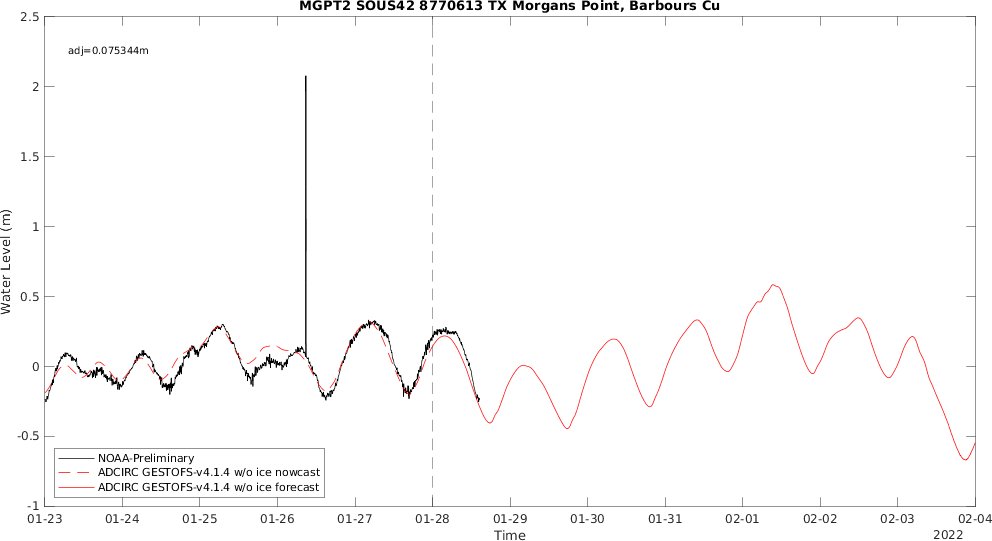 MGPT2 SOUS42 8770613 TX Morgans Point, Barbours Cu
adj=0.075344m
2.5
2
1.5
1
0.5
0
-0.5
-1
Water Level (m)
NOAA-Preliminary
ADCIRC GESTOFS-v4.1.4 w/o ice nowcast
ADCIRC GESTOFS-v4.1.4 w/o ice forecast
01-23 01-24 01-25 01-26 01-27 01-28 01-29 01-30 01-31 02-01 02-02 02-03 02-04
Time
2022